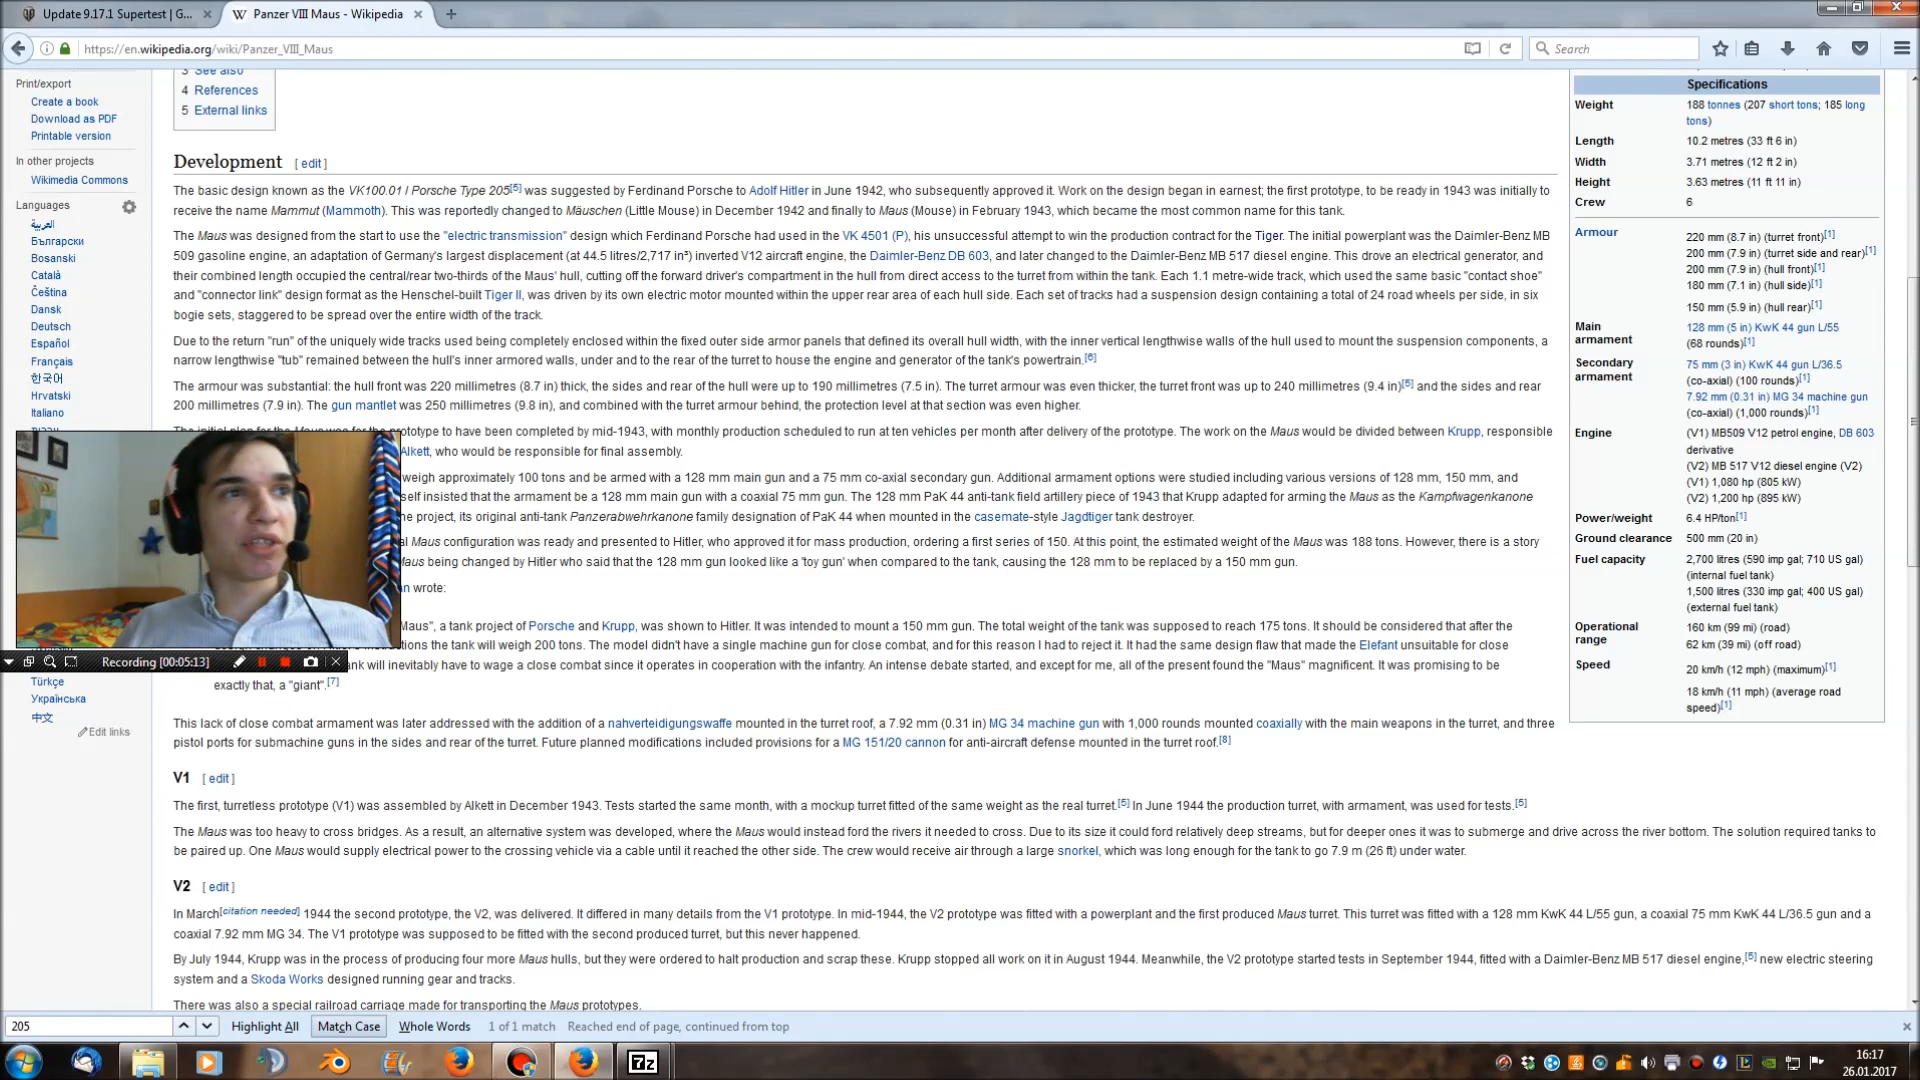 Update 9.17.1 Supertest | G...
Panzer VIII Maus - Wikipedia
https://en.wikipedia.org/wiki/Panzer_VIII_Maus
Search
Print/export
Create a book
Download as PDF
Printable version
In other projects
Wikimedia Commons
Languages
العربية
Български
Bosanski
Català
Čeština
Dansk
Deutsch
Español
Français
한국어
Hrvatski
Italiano
Türkçe
Українська
中文
Edit links
3 See also
4 References
5 External links
Development [ edit ]
The basic design known as the VK100.01 / Porsche Type 205[5] was suggested by Ferdinand Porsche to Adolf Hitler in June 1942, who subsequently approved it. Work on the design began in earnest; the first prototype, to be ready in 1943 was initially to
receive the name Mammut (Mammoth). This was reportedly changed to Mäuschen (Little Mouse) in December 1942 and finally to Maus (Mouse) in February 1943, which became the most common name for this tank.
The Maus was designed from the start to use the "electric transmission" design which Ferdinand Porsche had used in the VK 4501 (P), his unsuccessful attempt to win the production contract for the Tiger. The initial powerplant was the Daimler-Benz MB
509 gasoline engine, an adaptation of Germany's largest displacement (at 44.5 litres/2,717 in³) inverted V12 aircraft engine, the Daimler-Benz DB 603, and later changed to the Daimler-Benz MB 517 diesel engine. This drove an electrical generator, and
their combined length occupied the central/rear two-thirds of the Maus' hull, cutting off the forward driver's compartment in the hull from direct access to the turret from within the tank. Each 1.1 metre-wide track, which used the same basic "contact shoe"
and "connector link" design format as the Henschel-built Tiger II, was driven by its own electric motor mounted within the upper rear area of each hull side. Each set of tracks had a suspension design containing a total of 24 road wheels per side, in six
bogie sets, staggered to be spread over the entire width of the track.
Due to the return "run" of the uniquely wide tracks used being completely enclosed within the fixed outer side armor panels that defined its overall hull width, with the inner vertical lengthwise walls of the hull used to mount the suspension components, a
narrow lengthwise "tub" remained between the hull's inner armored walls, under and to the rear of the turret to house the engine and generator of the tank's powertrain.[6]
The armour was substantial: the hull front was 220 millimetres (8.7 in) thick, the sides and rear of the hull were up to 190 millimetres (7.5 in). The turret armour was even thicker, the turret front was up to 240 millimetres (9.4 in)[5] and the sides and rear
200 millimetres (7.9 in). The gun mantlet was 250 millimetres (9.8 in), and combined with the turret armour behind, the protection level at that section was even higher.
The initial plan for the Maus was for the prototype to have been completed by mid-1943, with monthly production scheduled to run at ten vehicles per month after delivery of the prototype. The work on the Maus would be divided between Krupp, responsible
Alkett, who would be responsible for final assembly.
weigh approximately 100 tons and be armed with a 128 mm main gun and a 75 mm co-axial secondary gun. Additional armament options were studied including various versions of 128 mm, 150 mm, and
self insisted that the armament be a 128 mm main gun with a coaxial 75 mm gun. The 128 mm PaK 44 anti-tank field artillery piece of 1943 that Krupp adapted for arming the Maus as the Kampfwagenkanone
he project, its original anti-tank Panzerabwehrkanone family designation of PaK 44 when mounted in the casemate-style Jagdtiger tank destroyer.
al Maus configuration was ready and presented to Hitler, who approved it for mass production, ordering a first series of 150. At this point, the estimated weight of the Maus was 188 tons. However, there is a story
Maus being changed by Hitler who said that the 128 mm gun looked like a 'toy gun' when compared to the tank, causing the 128 mm to be replaced by a 150 mm gun.
n wrote:
Maus", a tank project of Porsche and Krupp, was shown to Hitler. It was intended to mount a 150 mm gun. The total weight of the tank was supposed to reach 175 tons. It should be considered that after the
tions the tank will weigh 200 tons. The model didn't have a single machine gun for close combat, and for this reason I had to reject it. It had the same design flaw that made the Elefant unsuitable for close
nk will inevitably have to wage a close combat since it operates in cooperation with the infantry. An intense debate started, and except for me, all of the present found the "Maus" magnificent. It was promising to be
exactly that, a "giant".[7]
This lack of close combat armament was later addressed with the addition of a nahverteidigungswaffe mounted in the turret roof, a 7.92 mm (0.31 in) MG 34 machine gun with 1,000 rounds mounted coaxially with the main weapons in the turret, and three
pistol ports for submachine guns in the sides and rear of the turret. Future planned modifications included provisions for a MG 151/20 cannon for anti-aircraft defense mounted in the turret roof.[8]
V1 [ edit ]
The first, turretless prototype (V1) was assembled by Alkett in December 1943. Tests started the same month, with a mockup turret fitted of the same weight as the real turret.[5] In June 1944 the production turret, with armament, was used for tests.[5]
The Maus was too heavy to cross bridges. As a result, an alternative system was developed, where the Maus would instead ford the rivers it needed to cross. Due to its size it could ford relatively deep streams, but for deeper ones it was to submerge and drive across the river bottom. The solution required tanks to
be paired up. One Maus would supply electrical power to the crossing vehicle via a cable until it reached the other side. The crew would receive air through a large snorkel, which was long enough for the tank to go 7.9 m (26 ft) under water.
V2 [ edit ]
In March[citation needed] 1944 the second prototype, the V2, was delivered. It differed in many details from the V1 prototype. In mid-1944, the V2 prototype was fitted with a powerplant and the first produced Maus turret. This turret was fitted with a 128 mm KwK 44 L/55 gun, a coaxial 75 mm KwK 44 L/36.5 gun and a
coaxial 7.92 mm MG 34. The V1 prototype was supposed to be fitted with the second produced turret, but this never happened.
By July 1944, Krupp was in the process of producing four more Maus hulls, but they were ordered to halt production and scrap these. Krupp stopped all work on it in August 1944. Meanwhile, the V2 prototype started tests in September 1944, fitted with a Daimler-Benz MB 517 diesel engine,[5] new electric steering
system and a Skoda Works designed running gear and tracks.
There was also a special railroad carriage made for transporting the Maus prototypes.
Specifications
Weight 188 tonnes (207 short tons; 185 long
tons)
Length 10.2 metres (33 ft 6 in)
Width 3.71 metres (12 ft 2 in)
Height 3.63 metres (11 ft 11 in)
Crew 6
Armour 220 mm (8.7 in) (turret front)[1]
200 mm (7.9 in) (turret side and rear)[1]
200 mm (7.9 in) (hull front)[1]
180 mm (7.1 in) (hull side)[1]
150 mm (5.9 in) (hull rear)[1]
Main armament 128 mm (5 in) KwK 44 gun L/55
(68 rounds)[1]
Secondary armament 75 mm (3 in) KwK 44 gun L/36.5
(co-axial) (100 rounds)[1]
7.92 mm (0.31 in) MG 34 machine gun
(co-axial) (1,000 rounds)[1]
Engine (V1) MB509 V12 petrol engine, DB 603
derivative
(V2) MB 517 V12 diesel engine (V2)
(V1) 1,080 hp (805 kW)
(V2) 1,200 hp (895 kW)
Power/weight 6.4 HP/ton[1]
Ground clearance 500 mm (20 in)
Fuel capacity 2,700 litres (590 imp gal; 710 US gal)
(internal fuel tank)
1,500 litres (330 imp gal; 400 US gal)
(external fuel tank)
Operational range 160 km (99 mi) (road)
62 km (39 mi) (off road)
Speed 20 km/h (12 mph) (maximum)[1]
18 km/h (11 mph) (average road
speed)[1]
Recording [00:05:13]
205
Highlight All
Match Case
Whole Words
1 of 1 match
Reached end of page, continued from top
7z
16:17
26.01.2017